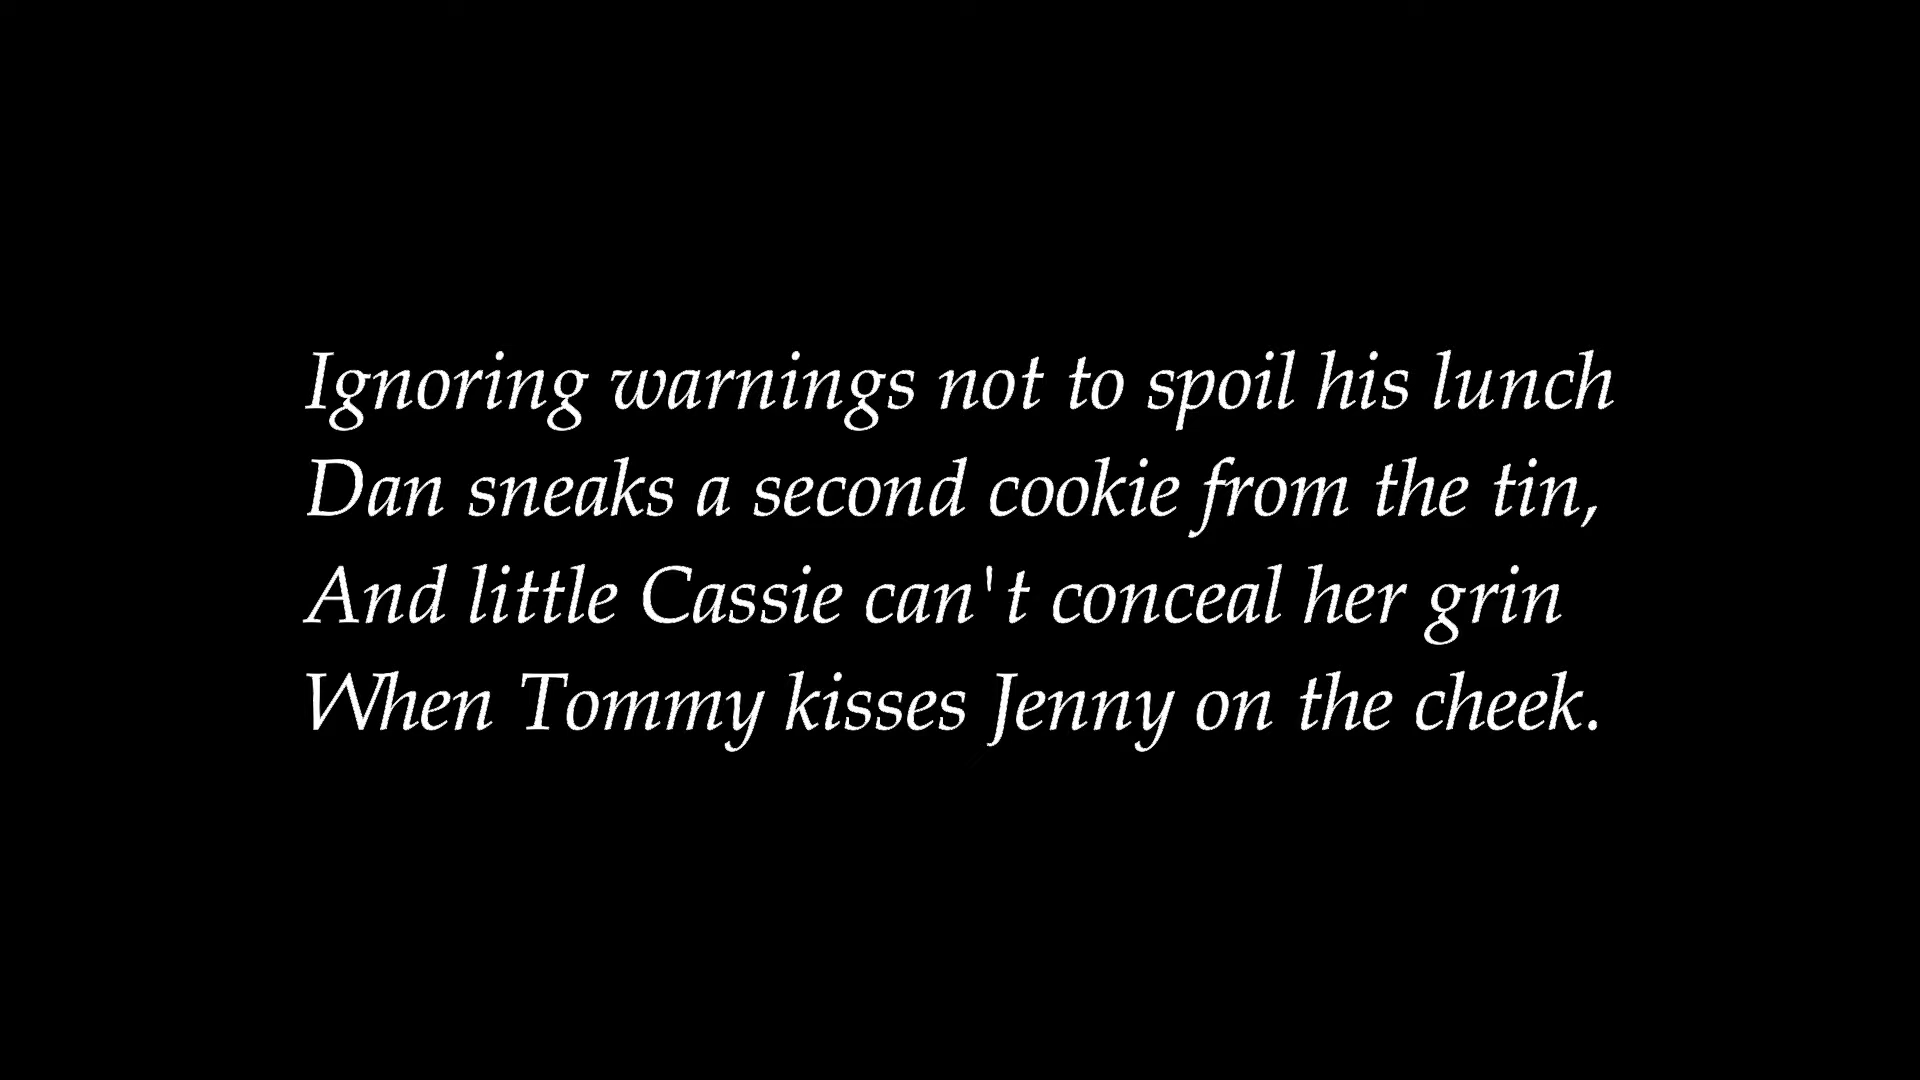 Ignoring warnings not to spoil his lunch
Dan sneaks a second cookie from the tin,
And little Cassie can't conceal her grin
When Tommy kisses Jenny on the cheek.